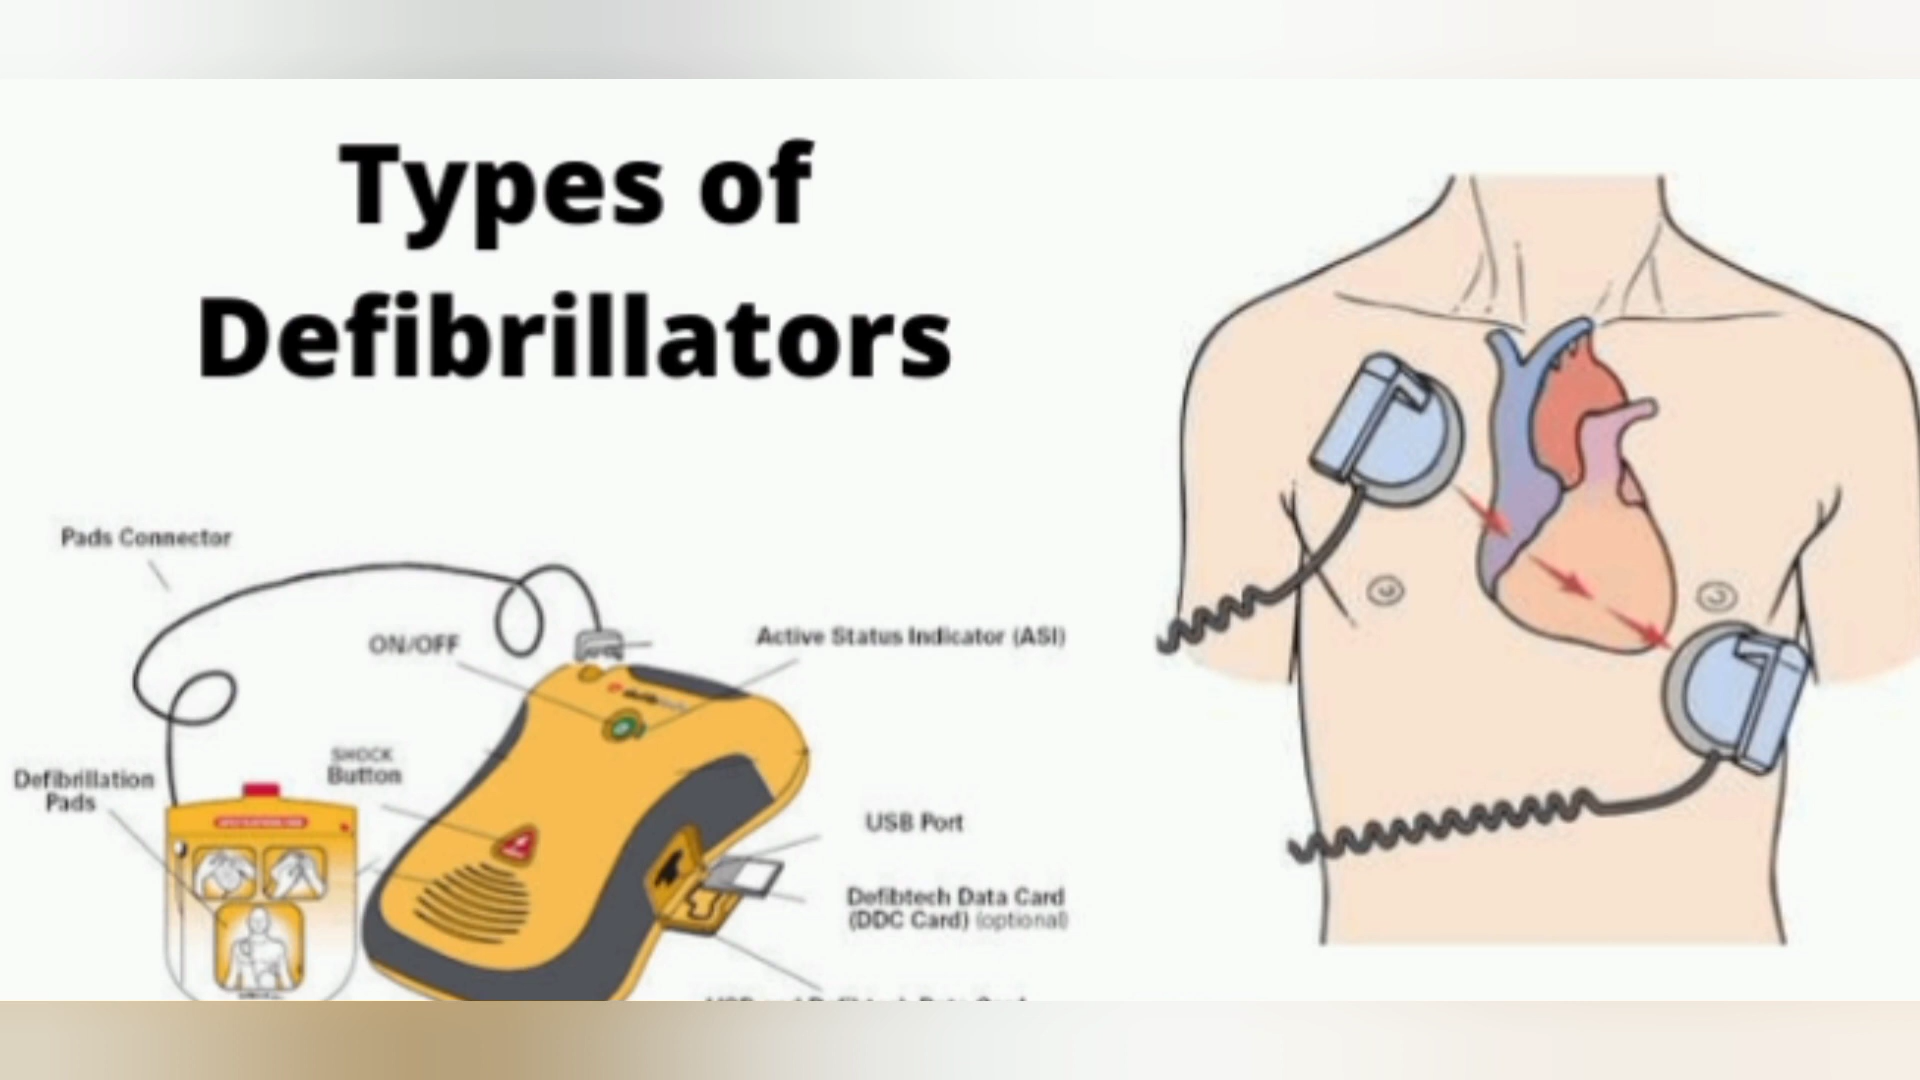 Types of
Defibrillators
Pads Connector
ON/OFF
Active Status Indicator (ASI)
SHOCK
Button
Defibrillation
Pads
USB Port
Defibtech Data Card
(DDC Card) (optional)